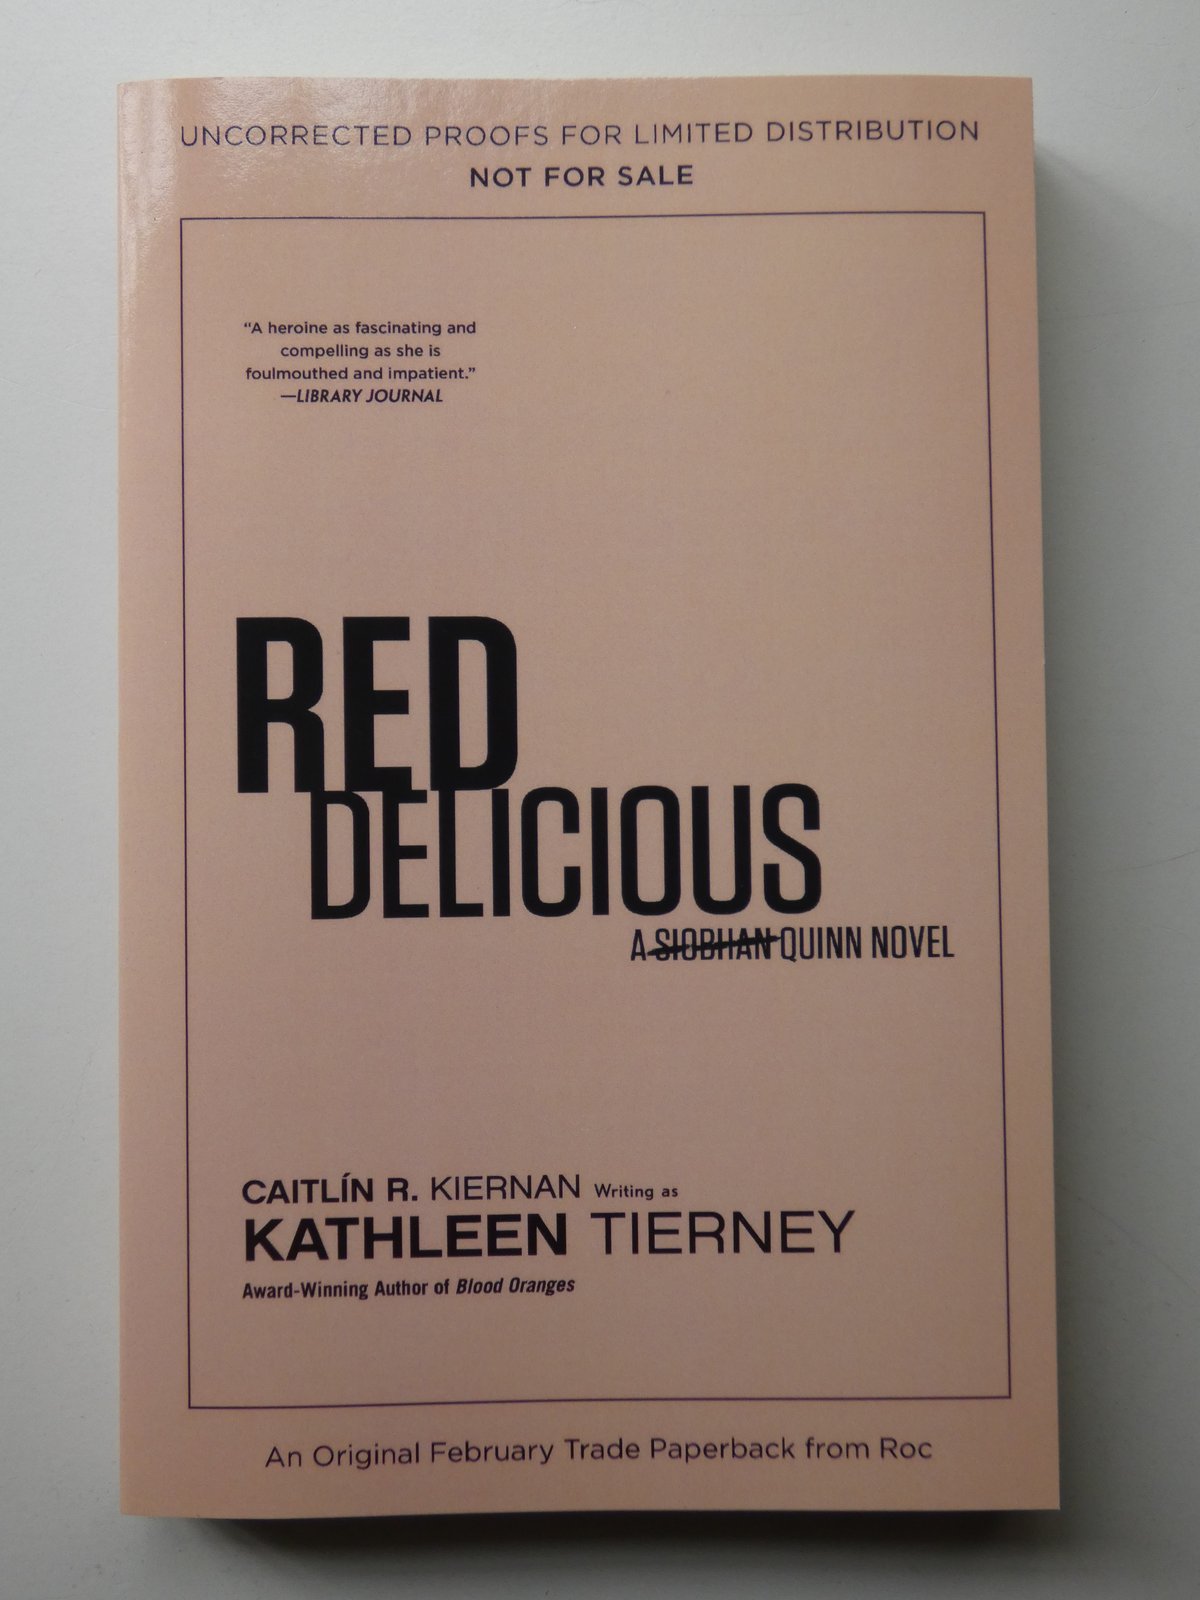 UNCORRECTED PROOFS FOR LIMITED DISTRIBUTION
NOT FOR SALE
“A heroine as fascinating and
compelling as she is
foulmouthed and impatient.”
—LIBRARY JOURNAL
RED
DELICIOUS
A SIOBHAN QUINN NOVEL
CAITLÍN R. KIERNAN Writing as
KATHLEEN TIERNEY
Award-Winning Author of Blood Oranges
An Original February Trade Paperback from Roc